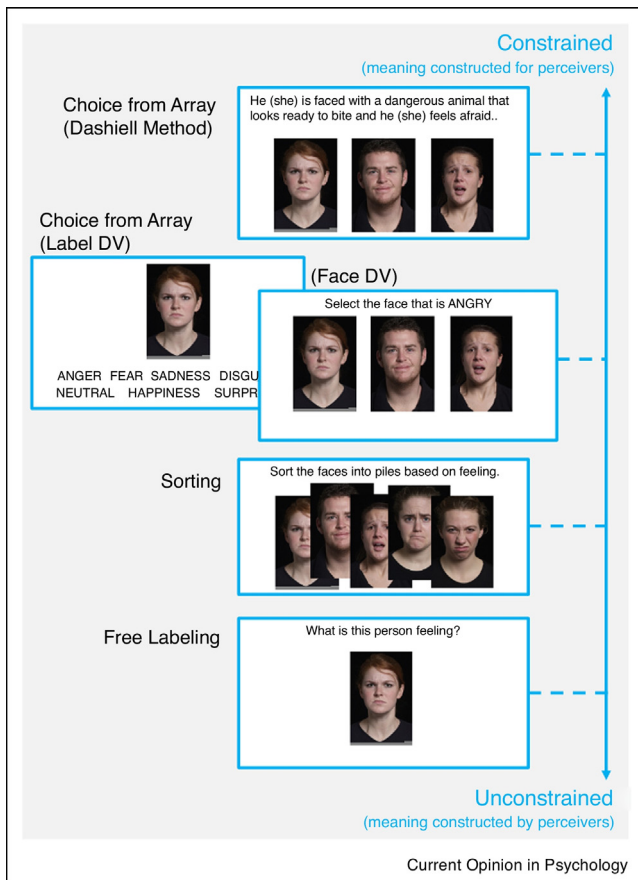 Constrained
(meaning constructed for perceivers)
Choice from Array
(Dashiell Method)
He (she) is faced with a dangerous animal that
looks ready to bite and he (she) feels afraid..
Choice from Array
(Label DV)
ANGER FEAR SADNESS DISGU
NEUTRAL HAPPINESS SURPR
(Face DV)
Select the face that is ANGRY
Sorting
Sort the faces into piles based on feeling.
Free Labeling
What is this person feeling?
Unconstrained
(meaning constructed by perceivers)
Current Opinion in Psychology